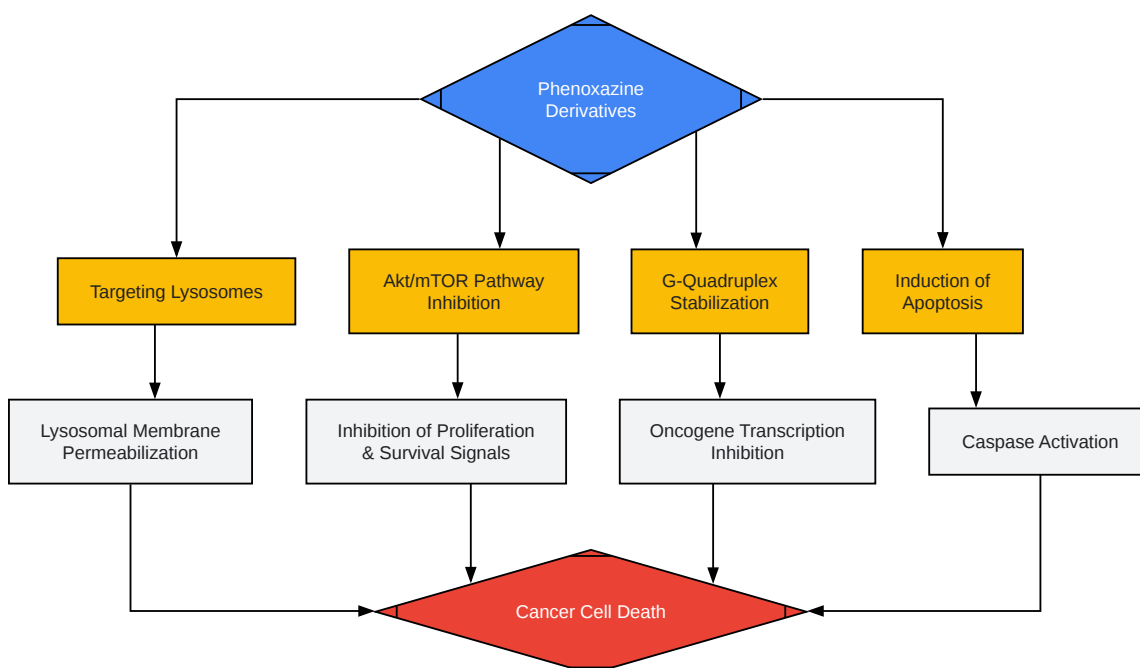 Phenoxazine
Derivatives
Targeting Lysosomes
Akt/mTOR Pathway
Inhibition
G-Quadruplex
Stabilization
Induction of
Apoptosis
Lysosomal Membrane
Permeabilization
Inhibition of Proliferation
& Survival Signals
Oncogene Transcription
Inhibition
Caspase Activation
Cancer Cell Death